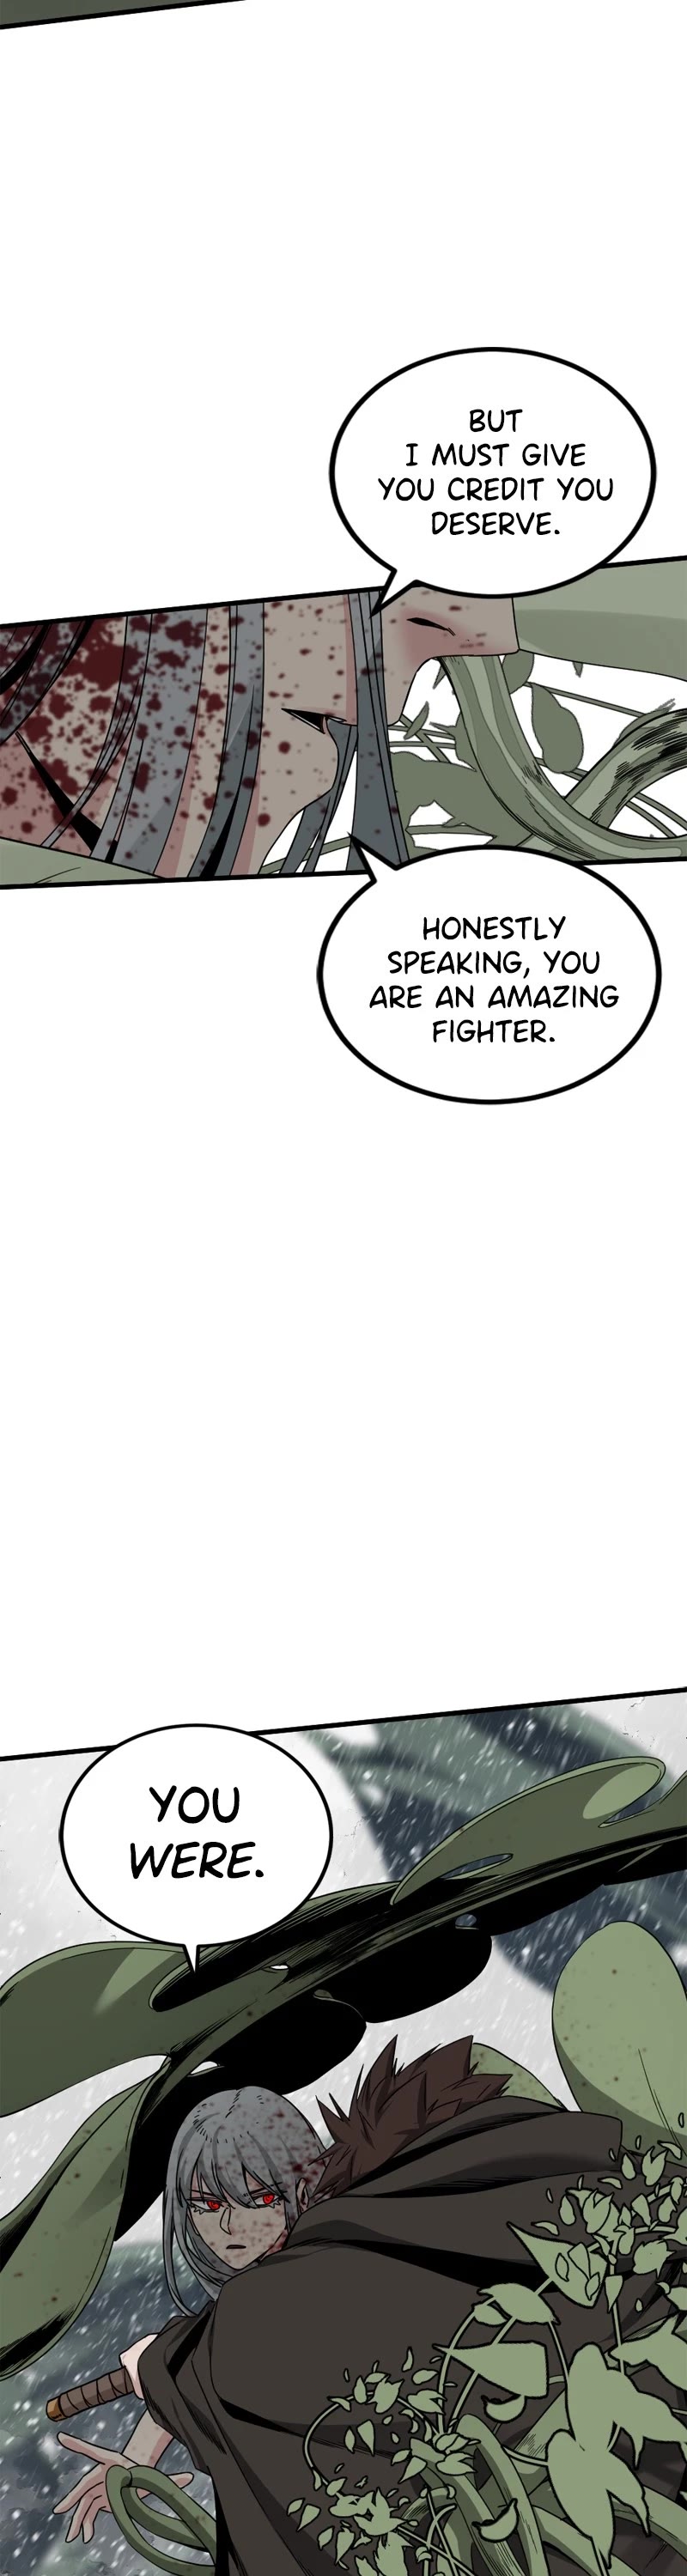 BUT
I MUST GIVE
YOU CREDIT YOU
DESERVE.
HONESTLY
SPEAKING, YOU
ARE AN AMAZING
FIGHTER.
YOU
WERE.